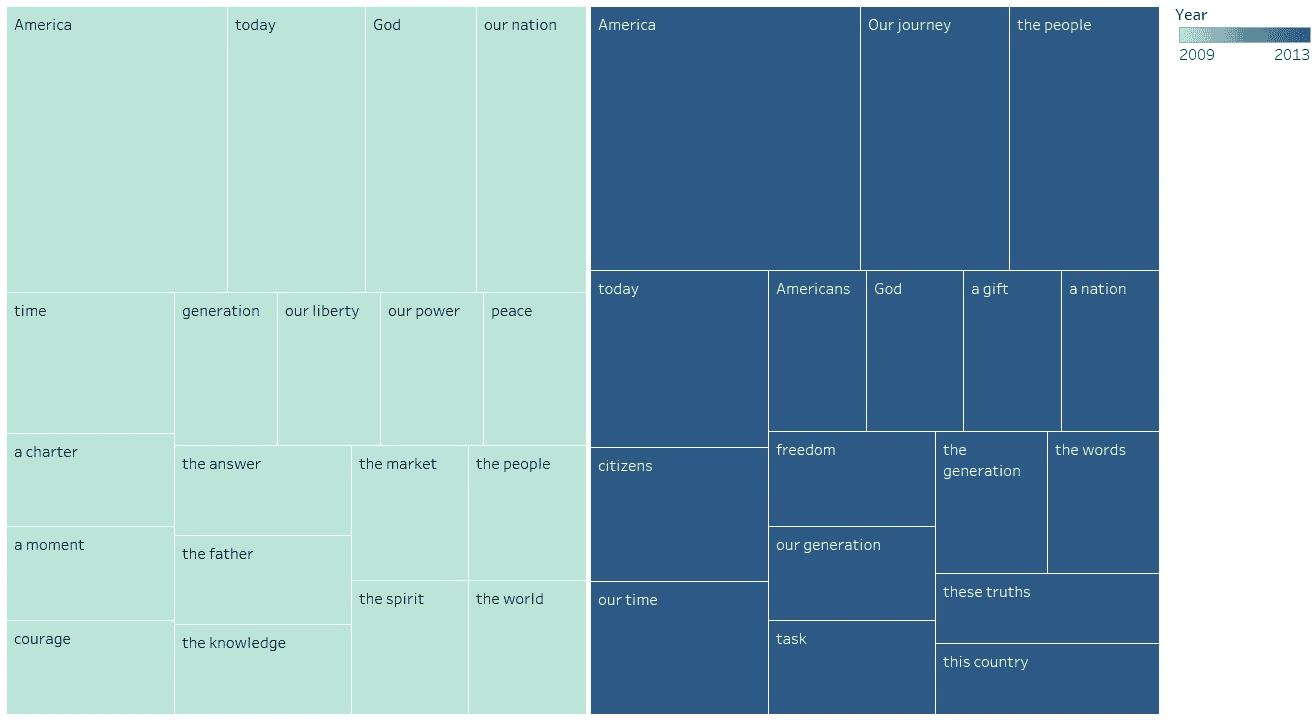 America
today
God
our nation
time
generation
our liberty
our power
peace
a charter
the answer
the market
the people
a moment
the father
the spirit
the world
courage
the knowledge
America
Our journey
the people
today
Americans
God
a gift
a nation
citizens
freedom
the
generation
the words
our time
our generation
these truths
task
this country
Year
2009
2013